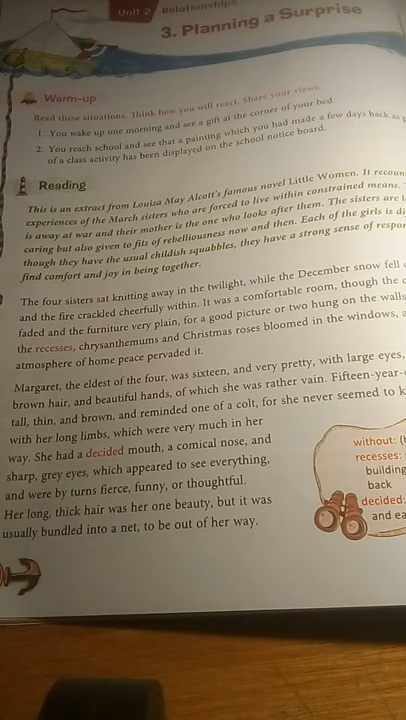 Unit 2 Relationships
3. Planning a Surprise
Warm-up
Read these situations. Think how you will react. Share your views.
1. You wake up one morning and see a gift at the corner of your bed.
2. You reach school and see that a painting which you had made a few days back as
of a class activity has been displayed on the school notice board.
Reading
This is an extract from Louisa May Alcott's famous novel Little Women. It recoun
experiences of the March sisters who are forced to live within constrained means.
is away at war and their mother is the one who looks after them. The sisters are
caring but also given to fits of rebelliousness now and then. Each of the girls is di
though they have the usual childish squabbles, they have a strong sense of respon
find comfort and joy in being together.
The four sisters sat knitting away in the twilight, while the December snow fell
and the fire crackled cheerfully within. It was a comfortable room, though the
faded and the furniture very plain, for a good picture or two hung on the walls
the recesses, chrysanthemums and Christmas roses bloomed in the windows,
atmosphere of home peace pervaded it.
Margaret, the eldest of the four, was sixteen, and very pretty, with large eyes,
brown hair, and beautiful hands, of which she was rather vain. Fifteen-year-
tall, thin, and brown, and reminded one of a colt, for she never seemed to k
with her long limbs, which were very much in her
way. She had a decided mouth, a comical nose, and
sharp, grey eyes, which appeared to see everything,
and were by turns fierce, funny, or thoughtful.
Her long, thick hair was her one beauty, but it was
usually bundled into a net, to be out of her way.
without: (
recesses:
building
back
decided:
and ea